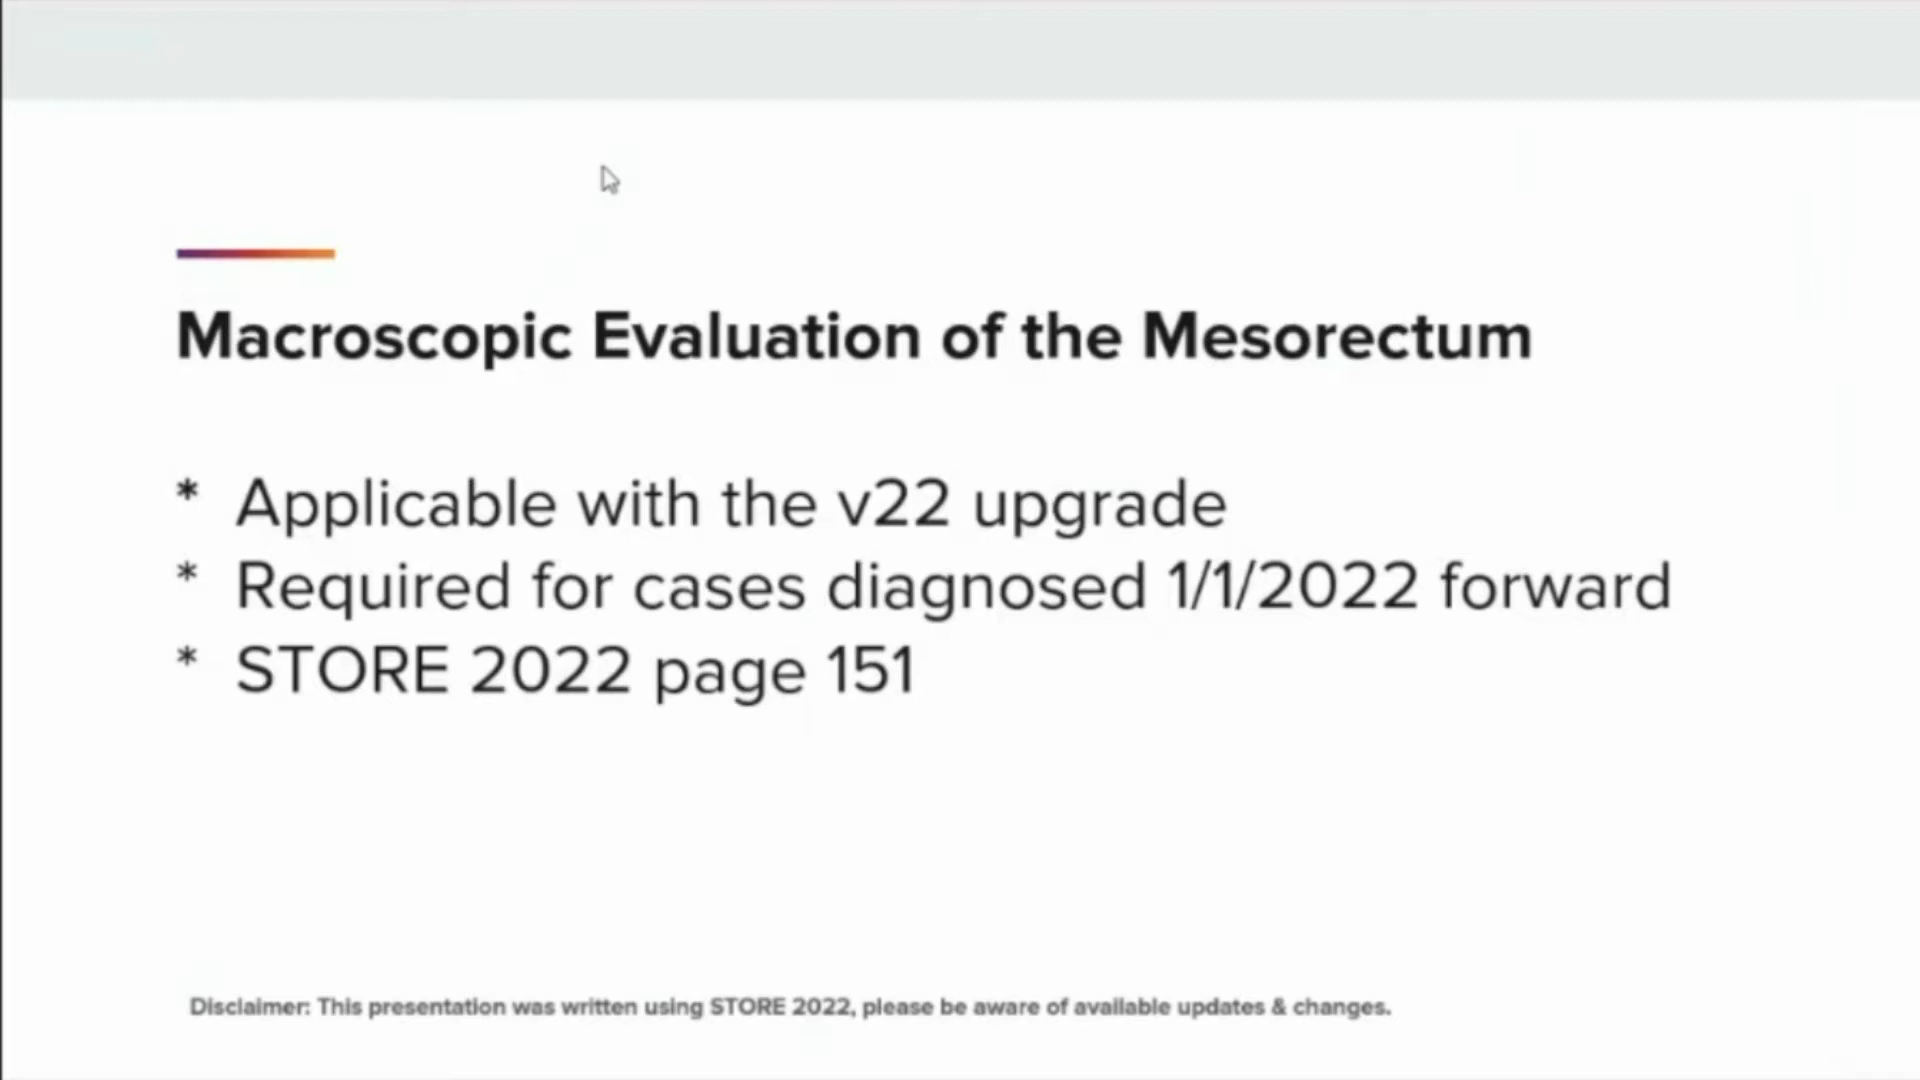 Macroscopic Evaluation of the Mesorectum
* Applicable with the v22 upgrade
* Required for cases diagnosed 1/1/2022 forward
* STORE 2022 page 151
Disclaimer: This presentation was written using STORE 2022, please be aware of available updates & changes.